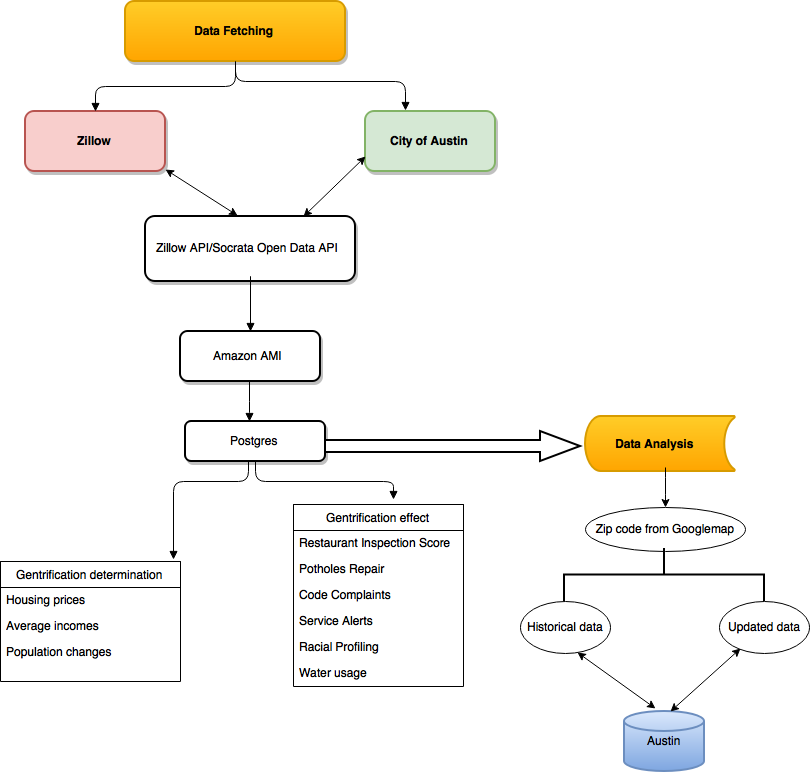 Data Fetching
Zillow
City of Austin
Zillow API/Socrata Open Data API
Amazon AMI
Postgres
Data Analysis
Gentrification determination
Housing prices
Average incomes
Population changes
Gentrification effect
Restaurant Inspection Score
Potholes Repair
Code Complaints
Service Alerts
Racial Profiling
Water usage
Zip code from Googlemap
Historical data
Updated data
Austin